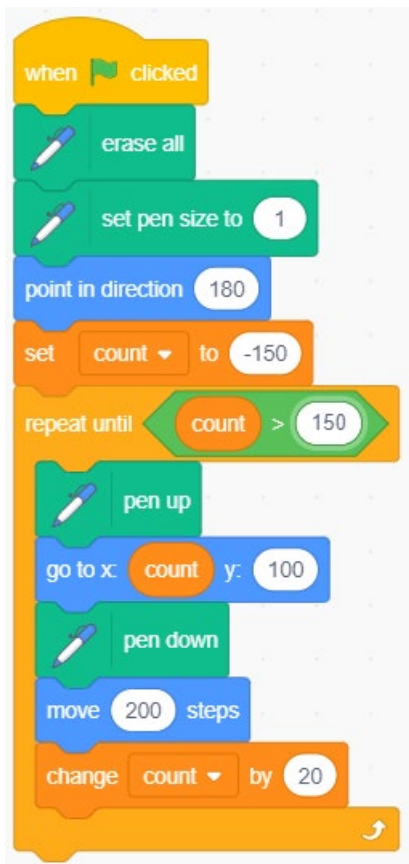 when clicked
erase all
set pen size to 1
point in direction 180
set count to -150
repeat until count > 150
pen up
go to x: count y: 100
pen down
move 200 steps
change count by 20